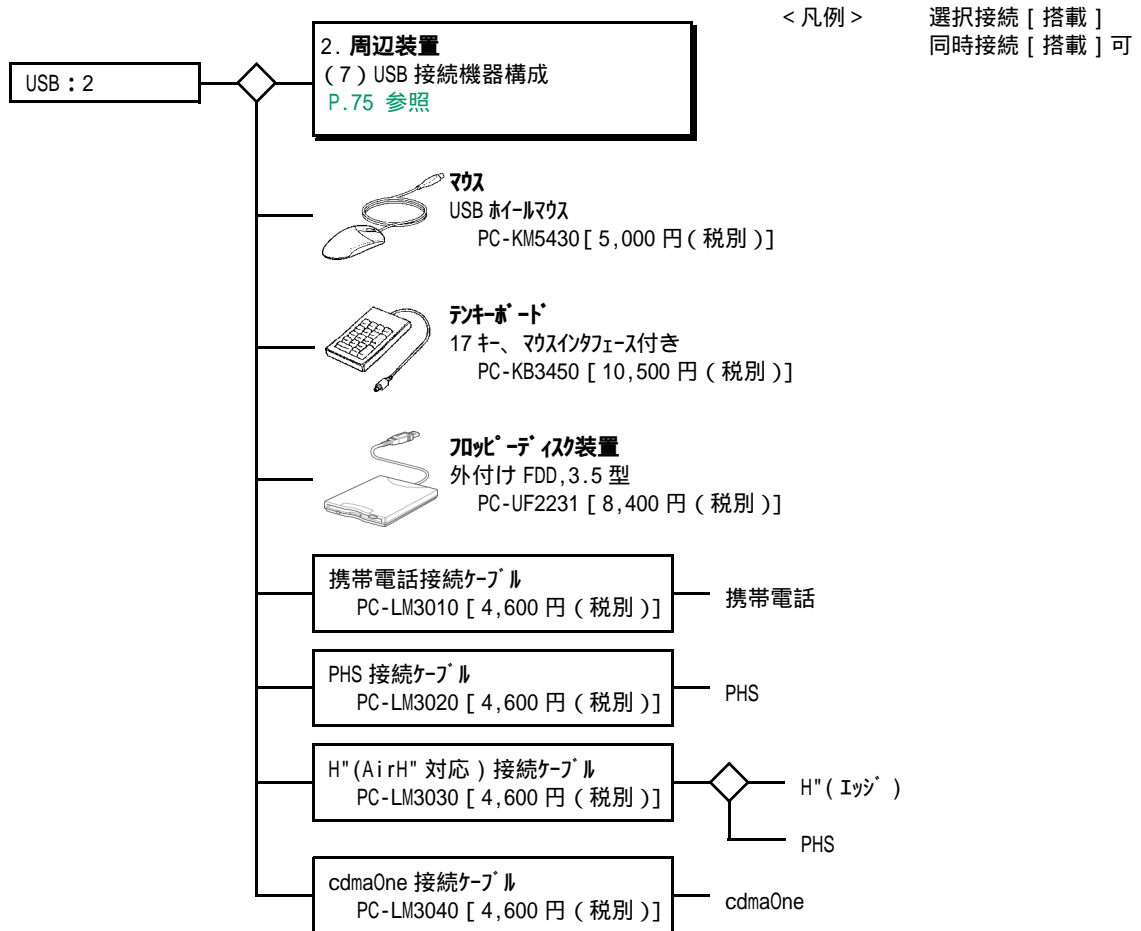 <凡例> 選択接続[搭載]
同時接続[搭載]可
USB:2
2. 周辺装置
(7)USB 接続機器構成
P.75 参照
マウス
USB ホイールマウス
PC-KM5430[5,000 円(税別)]
テンキーボード
17 キー、マウスインタフェース付き
PC-KB3450[10,500 円(税別)]
フロッピーディスク装置
外付け FDD,3.5 型
PC-UF2231[8,400 円(税別)]
携帯電話接続ケーブル
PC-LM3010[4,600 円(税別)]
携帯電話
PHS 接続ケーブル
PC-LM3020[4,600 円(税別)]
PHS
H"(AirH" 対応)接続ケーブル
PC-LM3030[4,600 円(税別)]
H"(エッジ)
PHS
cdmaOne 接続ケーブル
PC-LM3040[4,600 円(税別)]
cdmaOne